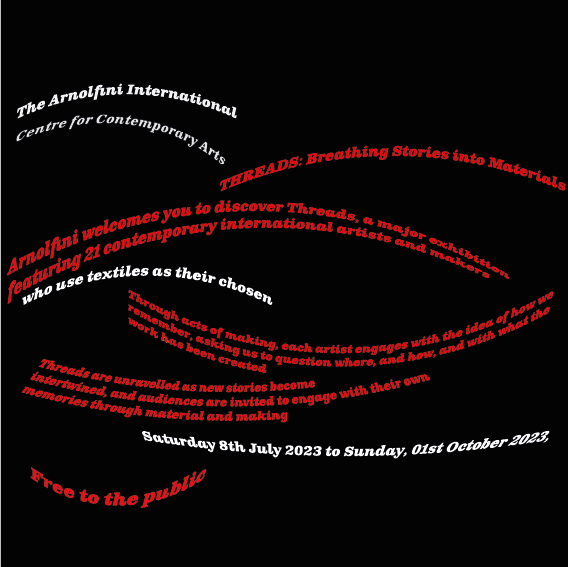 The Arnolfini International
Centre for Contemporary Arts
THREADS: Breathing Stories into Materials
Arnolfini welcomes you to discover Threads, a major exhibition
featuring 21 contemporary international artists and makers
who use textiles as their chosen
Through acts of making, each artist engages with the idea of how we
remember, asking us to question where, and how, and with what the
work has been created
Threads are unravelled as new stories become
intertwined, and audiences are invited to engage with their own
memories through material and making
Saturday 8th July 2023 to Sunday, 01st October 2023,
Free to the public